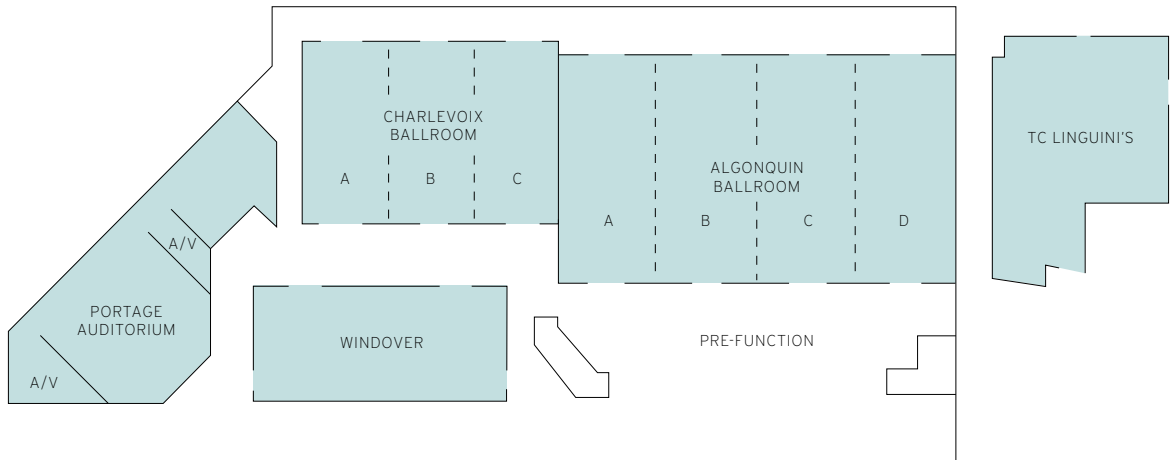 CHARLEVOIX
BALLROOM
A
B
C
ALGONQUIN
BALLROOM
A
B
C
D
TC LINGUINI'S
A/V
PORTAGE
AUDITORIUM
A/V
WINDOVER
PRE-FUNCTION